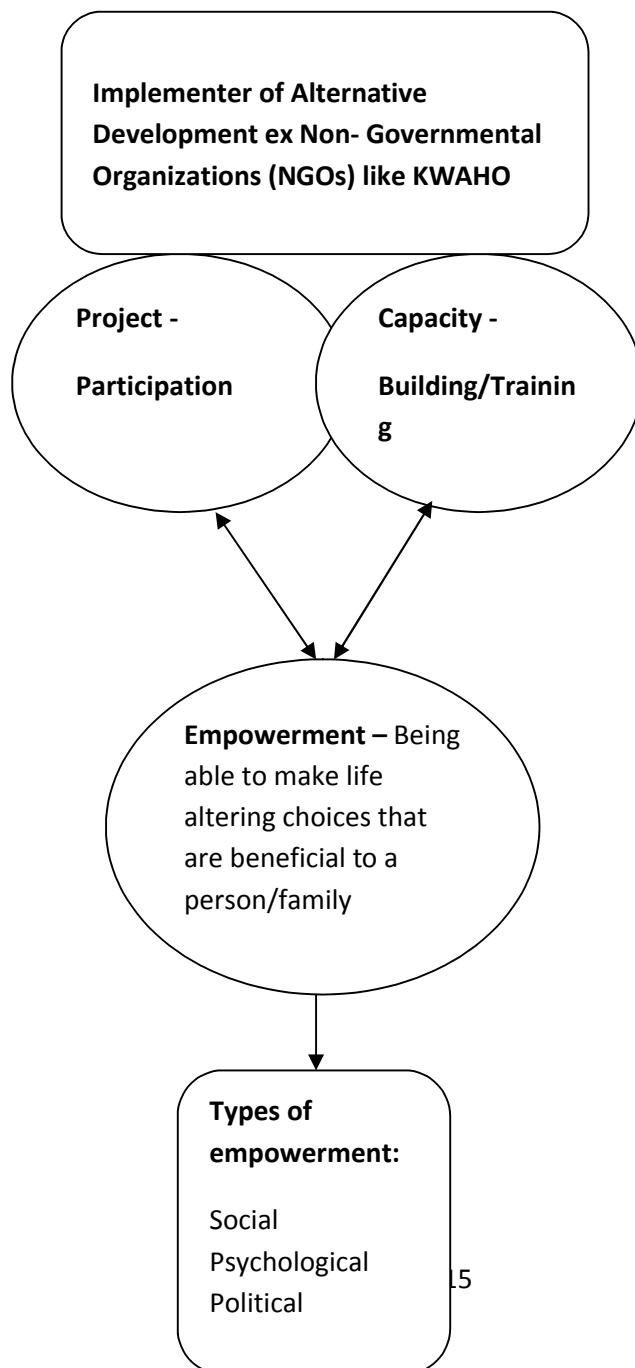 Implementer of Alternative
Development ex Non- Governmental
Organizations (NGOs) like KWAHO
Project -
Participation
Capacity -
Building/Trainin
g
Empowerment – Being
able to make life
altering choices that
are beneficial to a
person/family
Types of
empowerment:
Social
Psychological
Political
15